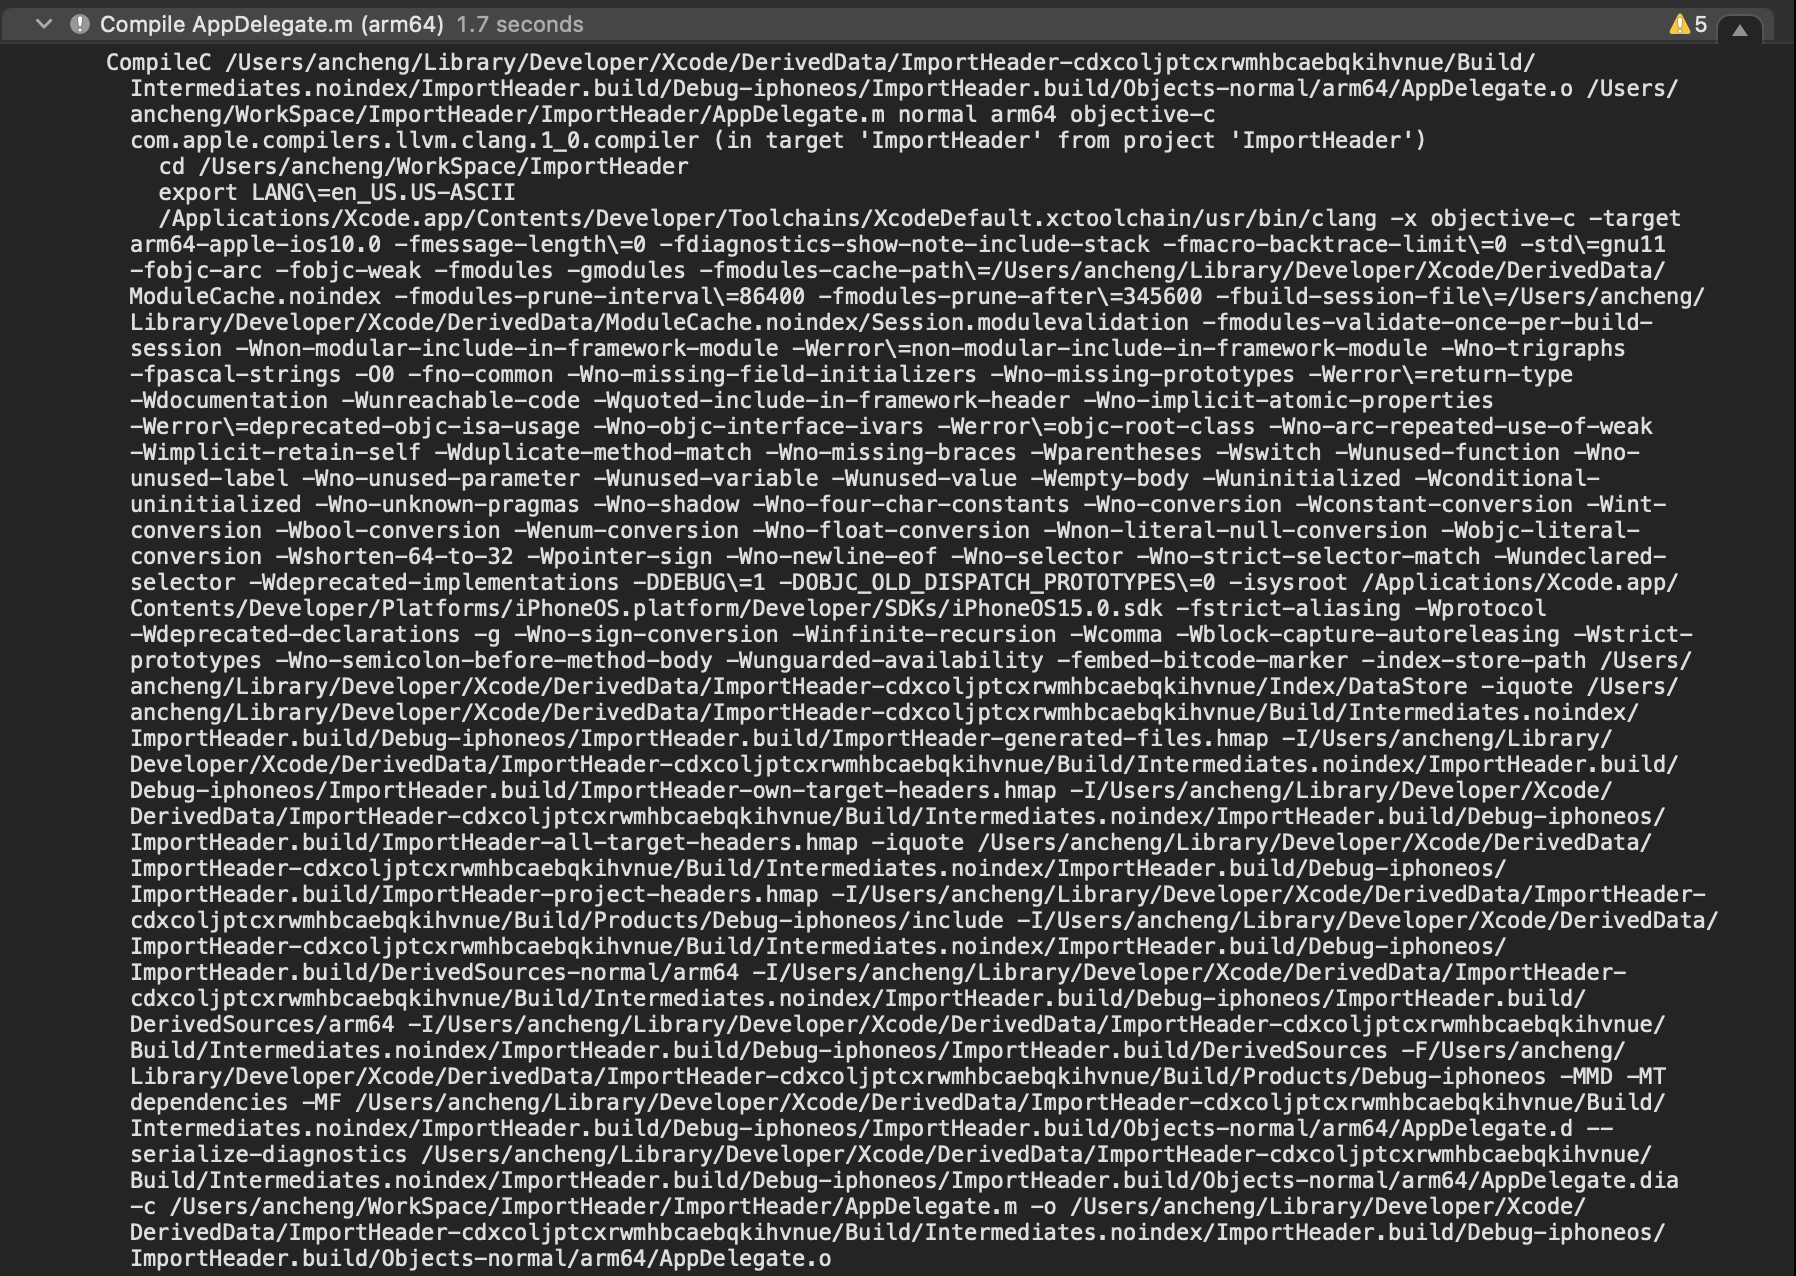 Compile AppDelegate.m (arm64) 1.7 seconds 5
CompileC /Users/ancheng/Library/Developer/Xcode/DerivedData/ImportHeader-cdxcoljptcxrwmhbcaebqkihvnue/Build/
Intermediates.noindex/ImportHeader.build/Debug-iphoneos/ImportHeader.build/Objects-normal/arm64/AppDelegate.o /Users/
ancheng/WorkSpace/ImportHeader/ImportHeader/AppDelegate.m normal arm64 objective-c
com.apple.compilers.llvm.clang.1_0.compiler (in target 'ImportHeader' from project 'ImportHeader')
cd /Users/ancheng/WorkSpace/ImportHeader
export LANG\=en_US.US-ASCII
/Applications/Xcode.app/Contents/Developer/Toolchains/XcodeDefault.xctoolchain/usr/bin/clang -x objective-c -target
arm64-apple-ios10.0 -fmessage-length\=0 -fdiagnostics-show-note-include-stack -fmacro-backtrace-limit\=0 -std\=gnu11
-fobjc-arc -fobjc-weak -fmodules -gmodules -fmodules-cache-path\=/Users/ancheng/Library/Developer/Xcode/DerivedData/
ModuleCache.noindex -fmodules-prune-interval\=86400 -fmodules-prune-after\=345600 -fbuild-session-file\=/Users/ancheng/
Library/Developer/Xcode/DerivedData/ModuleCache.noindex/Session.modulevalidation -fmodules-validate-once-per-build-
session -Wnon-modular-include-in-framework-module -Werror\=non-modular-include-in-framework-module -Wno-trigraphs
-fpascal-strings -O0 -fno-common -Wno-missing-field-initializers -Wno-missing-prototypes -Werror\=return-type
-Wdocumentation -Wunreachable-code -Wquoted-include-in-framework-header -Wno-implicit-atomic-properties
-Werror\=deprecated-objc-isa-usage -Wno-objc-interface-ivars -Werror\=objc-root-class -Wno-arc-repeated-use-of-weak
-Wimplicit-retain-self -Wduplicate-method-match -Wno-missing-braces -Wparentheses -Wswitch -Wunused-function -Wno-
unused-label -Wno-unused-parameter -Wunused-variable -Wunused-value -Wempty-body -Wuninitialized -Wconditional-
uninitialized -Wno-unknown-pragmas -Wno-shadow -Wno-four-char-constants -Wno-conversion -Wconstant-conversion -Wint-
conversion -Wbool-conversion -Wenum-conversion -Wno-float-conversion -Wnon-literal-null-conversion -Wobjc-literal-
conversion -Wshorten-64-to-32 -Wpointer-sign -Wno-newline-eof -Wno-selector -Wno-strict-selector-match -Wundeclared-
selector -Wdeprecated-implementations -DDEBUG\=1 -DOBJC_OLD_DISPATCH_PROTOTYPES\=0 -isysroot /Applications/Xcode.app/
Contents/Developer/Platforms/iPhoneOS.platform/Developer/SDKs/iPhoneOS15.0.sdk -fstrict-aliasing -Wprotocol
-Wdeprecated-declarations -g -Wno-sign-conversion -Winfinite-recursion -Wcomma -Wblock-capture-autoreleasing -Wstrict-
prototypes -Wno-semicolon-before-method-body -Wunguarded-availability -fembed-bitcode-marker -index-store-path /Users/
ancheng/Library/Developer/Xcode/DerivedData/ImportHeader-cdxcoljptcxrwmhbcaebqkihvnue/Index/DataStore -iquote /Users/
ancheng/Library/Developer/Xcode/DerivedData/ImportHeader-cdxcoljptcxrwmhbcaebqkihvnue/Build/Intermediates.noindex/
ImportHeader.build/Debug-iphoneos/ImportHeader.build/ImportHeader-generated-files.hmap -I/Users/ancheng/Library/
Developer/Xcode/DerivedData/ImportHeader-cdxcoljptcxrwmhbcaebqkihvnue/Build/Intermediates.noindex/ImportHeader.build/
Debug-iphoneos/ImportHeader.build/ImportHeader-own-target-headers.hmap -I/Users/ancheng/Library/Developer/Xcode/
DerivedData/ImportHeader-cdxcoljptcxrwmhbcaebqkihvnue/Build/Intermediates.noindex/ImportHeader.build/Debug-iphoneos/
ImportHeader.build/ImportHeader-all-target-headers.hmap -iquote /Users/ancheng/Library/Developer/Xcode/DerivedData/
ImportHeader-cdxcoljptcxrwmhbcaebqkihvnue/Build/Intermediates.noindex/ImportHeader.build/Debug-iphoneos/
ImportHeader.build/ImportHeader-project-headers.hmap -I/Users/ancheng/Library/Developer/Xcode/DerivedData/ImportHeader-
cdxcoljptcxrwmhbcaebqkihvnue/Build/Products/Debug-iphoneos/include -I/Users/ancheng/Library/Developer/Xcode/DerivedData/
ImportHeader-cdxcoljptcxrwmhbcaebqkihvnue/Build/Intermediates.noindex/ImportHeader.build/Debug-iphoneos/
ImportHeader.build/DerivedSources-normal/arm64 -I/Users/ancheng/Library/Developer/Xcode/DerivedData/ImportHeader-
cdxcoljptcxrwmhbcaebqkihvnue/Build/Intermediates.noindex/ImportHeader.build/Debug-iphoneos/ImportHeader.build/
DerivedSources/arm64 -I/Users/ancheng/Library/Developer/Xcode/DerivedData/ImportHeader-cdxcoljptcxrwmhbcaebqkihvnue/
Build/Intermediates.noindex/ImportHeader.build/Debug-iphoneos/ImportHeader.build/DerivedSources -F/Users/ancheng/
Library/Developer/Xcode/DerivedData/ImportHeader-cdxcoljptcxrwmhbcaebqkihvnue/Build/Products/Debug-iphoneos -MMD -MT
dependencies -MF /Users/ancheng/Library/Developer/Xcode/DerivedData/ImportHeader-cdxcoljptcxrwmhbcaebqkihvnue/Build/
Intermediates.noindex/ImportHeader.build/Debug-iphoneos/ImportHeader.build/Objects-normal/arm64/AppDelegate.d --
serialize-diagnostics /Users/ancheng/Library/Developer/Xcode/DerivedData/ImportHeader-cdxcoljptcxrwmhbcaebqkihvnue/
Build/Intermediates.noindex/ImportHeader.build/Debug-iphoneos/ImportHeader.build/Objects-normal/arm64/AppDelegate.dia
-c /Users/ancheng/WorkSpace/ImportHeader/ImportHeader/AppDelegate.m -o /Users/ancheng/Library/Developer/Xcode/
DerivedData/ImportHeader-cdxcoljptcxrwmhbcaebqkihvnue/Build/Intermediates.noindex/ImportHeader.build/Debug-iphoneos/
ImportHeader.build/Objects-normal/arm64/AppDelegate.o